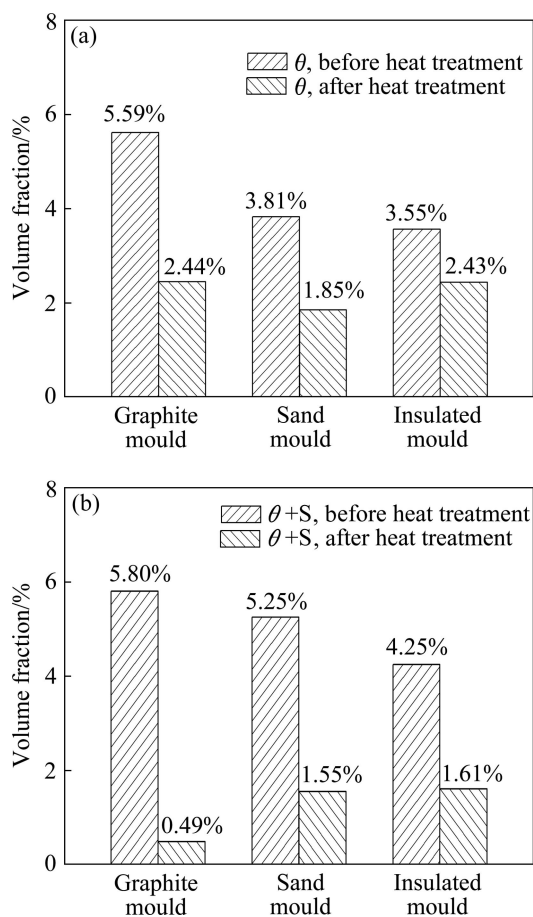 8
(a)
θ, before heat treatment
θ, after heat treatment
6
5.59%
Volume fraction/%
4
3.81%
3.55%
2.44%
2.43%
2
1.85%
0
Graphite mould
Sand mould
Insulated mould
8
(b)
θ+S, before heat treatment
θ+S, after heat treatment
6
5.80%
5.25%
Volume fraction/%
4.25%
4
2
1.55%
1.61%
0.49%
0
Graphite mould
Sand mould
Insulated mould